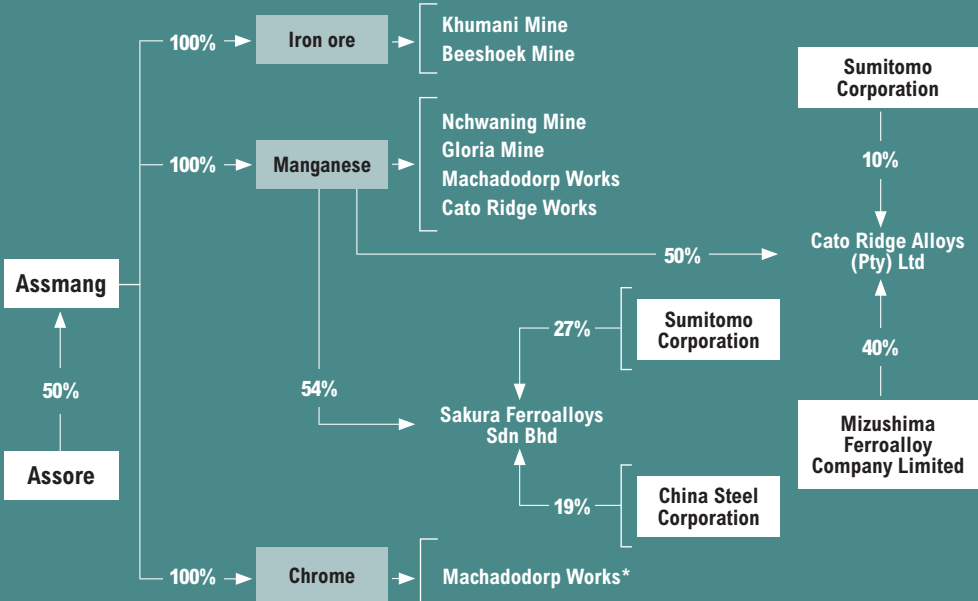 100%
Iron ore
Khumani Mine
Beeshoek Mine
Sumitomo
Corporation
10%
100%
Manganese
Nchwaning Mine
Gloria Mine
Machadodorp Works
Cato Ridge Works
50%
Cato Ridge Alloys
(Pty) Ltd
Assmang
50%
Assore
54%
27%
Sumitomo
Corporation
Sakura Ferroalloys
Sdn Bhd
19%
China Steel
Corporation
40%
Mizushima
Ferroalloy
Company Limited
100%
Chrome
Machadodorp Works*